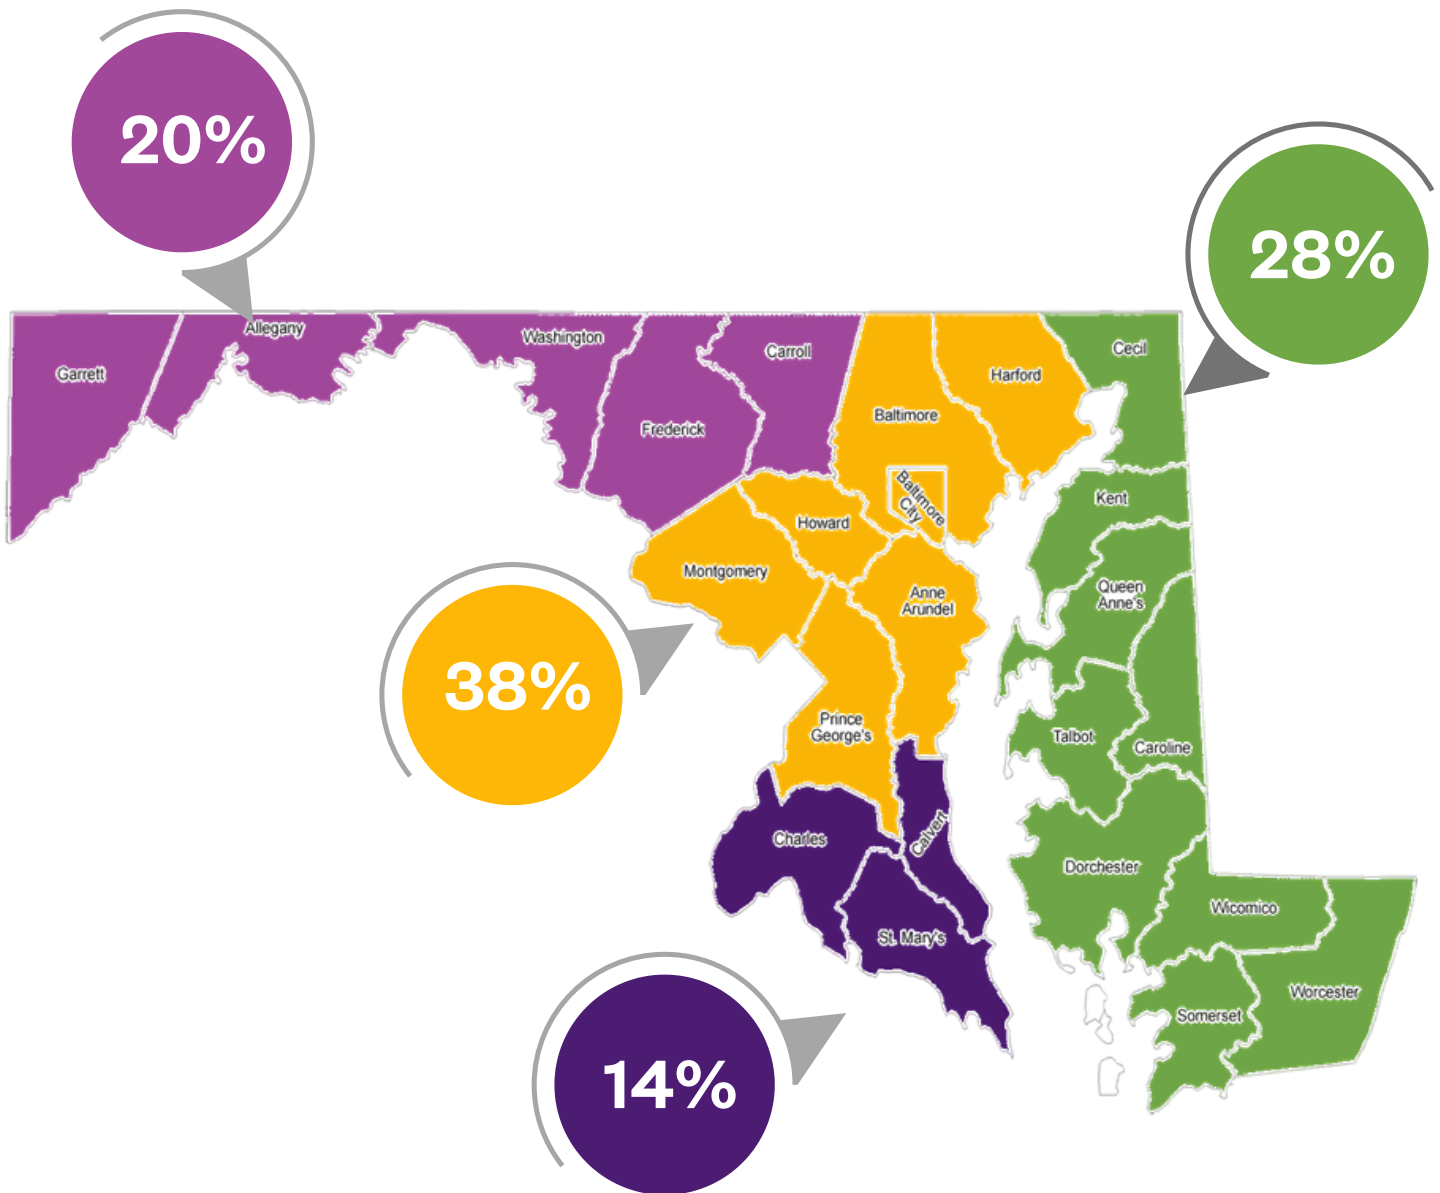 20%
28%
Allegany
Washington
Carroll
Cecil
Garrett
Harford
Baltimore
Frederick
Baltimore
City
Kent
Howard
Montgomery
Queen
Anne's
Anne
Arundel
38%
Prince
George's
Talbot
Caroline
Charles
Calvert
Dorchester
Wicomico
St. Mary's
Worcester
Somerset
14%